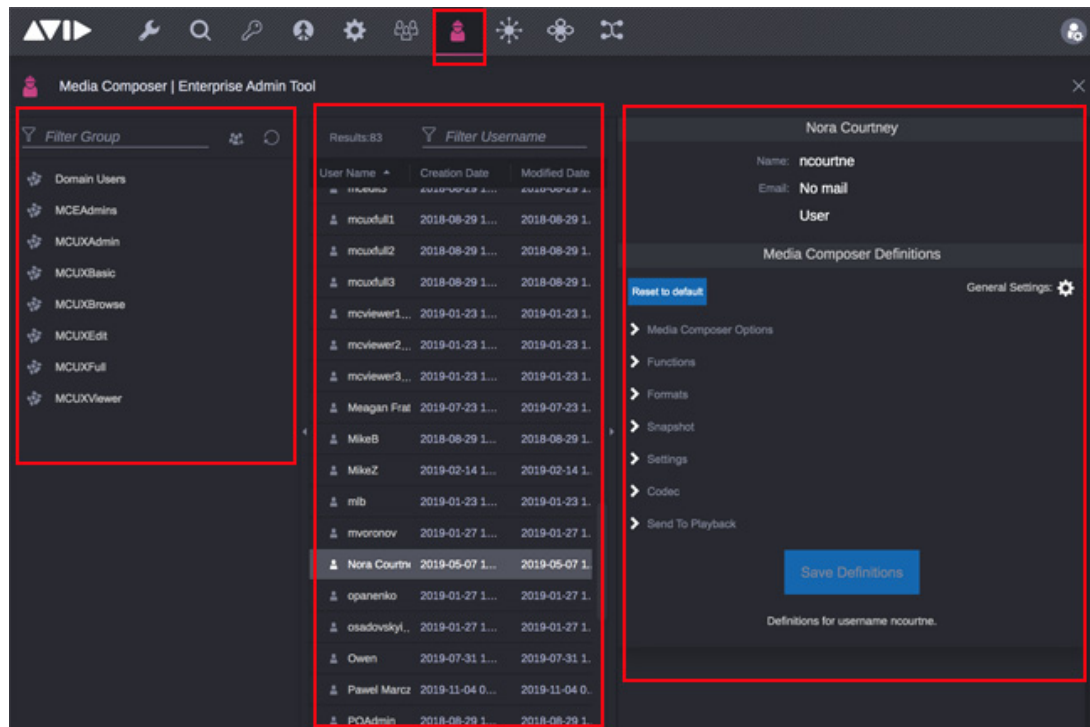 AVID
Media Composer | Enterprise Admin Tool
Filter Group
Domain Users
MCEAdmins
MCUXAdmin
MCUXBasic
MCUXBrowse
MCUXEdit
MCUXFull
MCUXViewer
Results:83 Filter Username
User Name Creation Date Modified Date
mcedit3 2018-08-29 1... 2018-08-29 1.
mcuxfull1 2018-08-29 1... 2018-08-29 1.
mcuxfull2 2018-08-29 1... 2018-08-29 1.
mcuxfull3 2018-08-29 1... 2018-08-29 1.
mcviewer1... 2019-01-23 1... 2019-01-23 1.
mcviewer2... 2019-01-23 1... 2019-01-23 1.
mcviewer3... 2019-01-23 1... 2019-01-23 1.
Meagan Frat 2019-07-23 1... 2019-07-23 1.
MikeB 2018-08-29 1... 2018-08-29 1..
MikeZ 2019-02-14 1... 2019-02-14 1..
mlb 2019-01-23 1... 2019-01-23 1.
mvoronov 2019-01-27 1... 2019-01-27 1.
Nora Courtn 2019-05-07 1... 2019-05-07 1.
opanenko 2019-01-27 1... 2019-01-27 1.
osadovskyi.. 2019-01-27 1... 2019-01-27 1.
Owen 2019-07-31 1... 2019-07-31 1.
Pawel Marcz 2019-11-04 0... 2019-11-04 0..
POAdmin 2018-08-29 1... 2018-08-29 1.
Nora Courtney
Name: ncourtne
Email: No mail
User
Media Composer Definitions
Reset to default General Settings:
Media Composer Options
Functions
Formats
Snapshot
Settings
Codec
Send To Playback
Save Definitions
Definitions for username ncourtne.